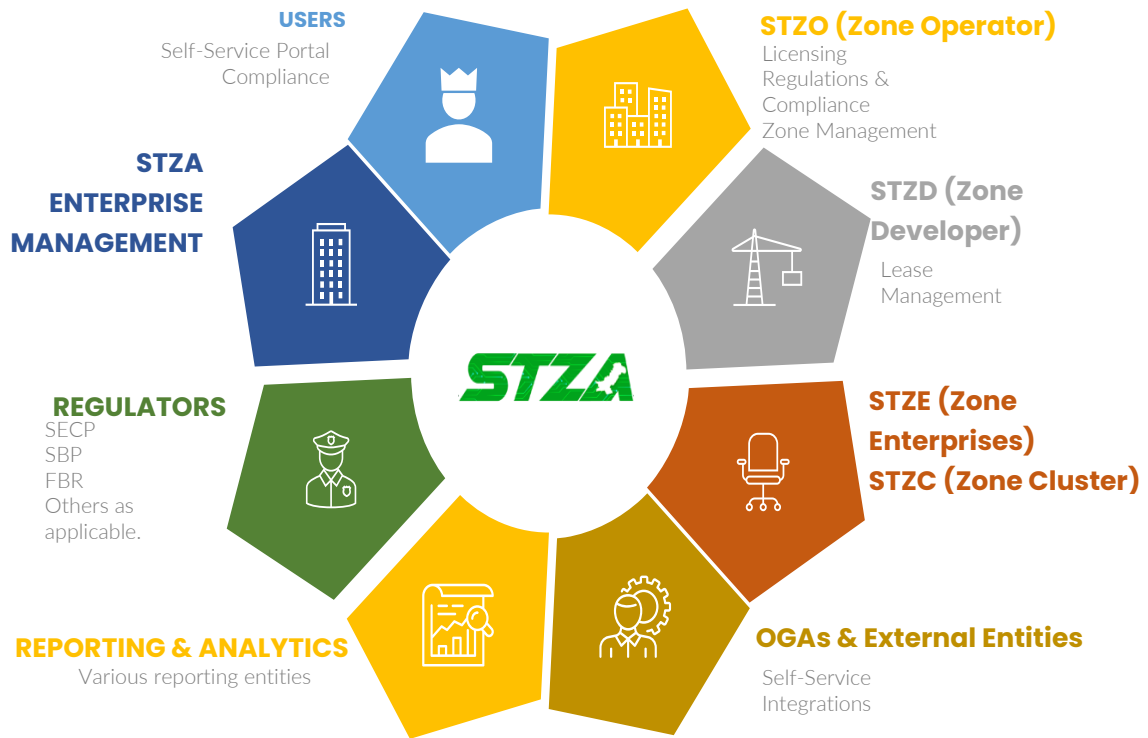 USERS
Self-Service Portal
Compliance
STZO (Zone Operator)
Licensing
Regulations &
Compliance
Zone Management
STZA
ENTERPRISE
MANAGEMENT
STZD (Zone
Developer)
Lease
Management
STZA
REGULATORS
SECP
SBP
FBR
Others as
applicable.
STZE (Zone
Enterprises)
STZC (Zone Cluster)
REPORTING & ANALYTICS
Various reporting entities
OGAs & External Entities
Self-Service
Integrations